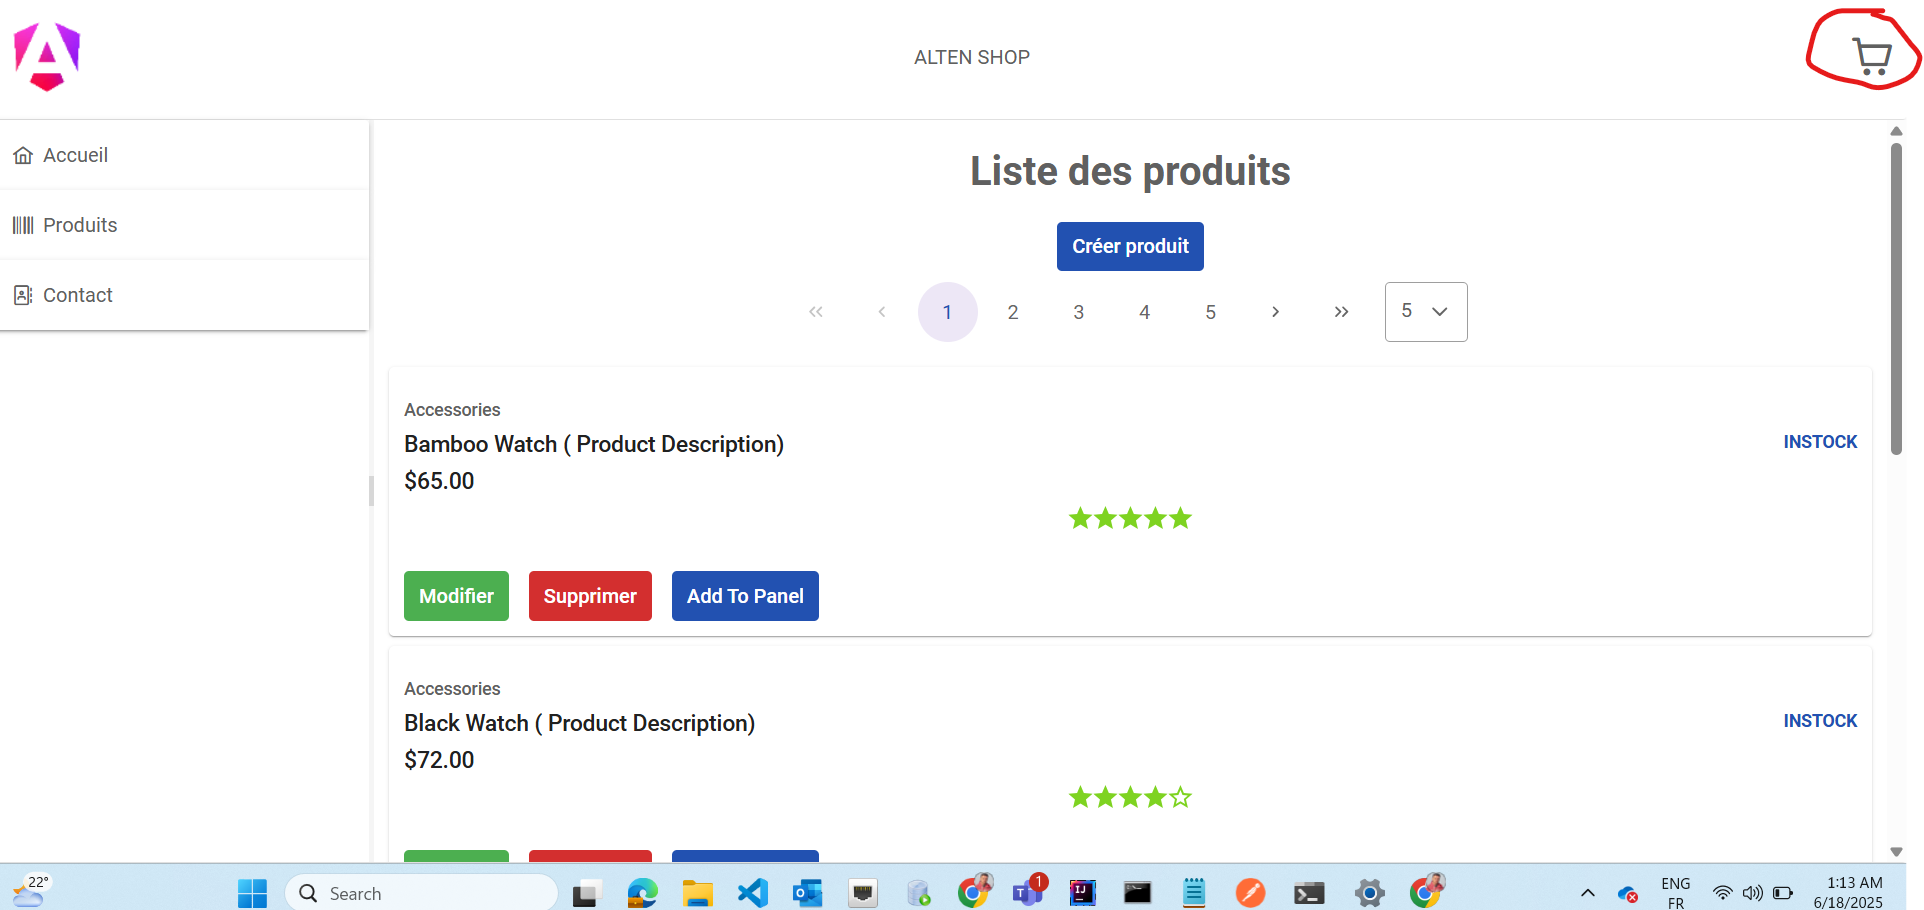 ALTEN SHOP
Accueil
Produits
Contact
Liste des produits
Créer produit
« ‹ 1 2 3 4 5 › » 5
Accessories
Bamboo Watch ( Product Description)
INSTOCK
$65.00
Modifier Supprimer Add To Panel
Accessories
Black Watch ( Product Description)
INSTOCK
$72.00
22°
Search
1
ENG
FR
1:13 AM
6/18/2025